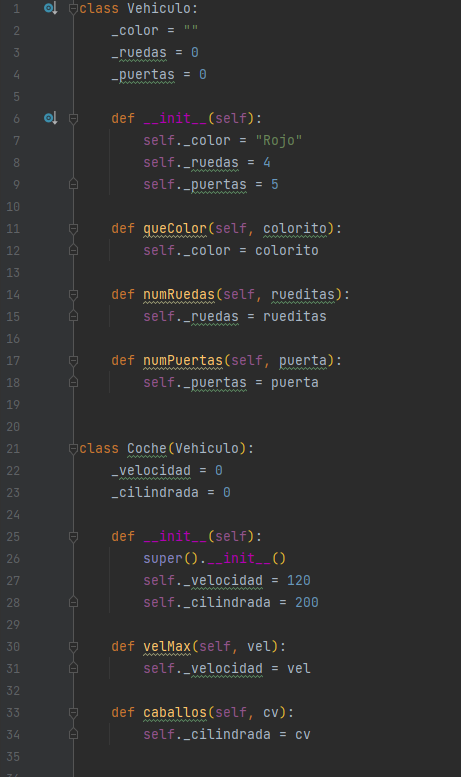 1 class Vehiculo:
2     _color = ""
3     _ruedas = 0
4     _puertas = 0
5
6     def __init__(self):
7         self._color = "Rojo"
8         self._ruedas = 4
9         self._puertas = 5
10
11     def queColor(self, colorito):
12         self._color = colorito
13
14     def numRuedas(self, rueditas):
15         self._ruedas = rueditas
16
17     def numPuertas(self, puerta):
18         self._puertas = puerta
19
20
21 class Coche(Vehiculo):
22     _velocidad = 0
23     _cilindrada = 0
24
25     def __init__(self):
26         super().__init__()
27         self._velocidad = 120
28         self._cilindrada = 200
29
30     def velMax(self, vel):
31         self._velocidad = vel
32
33     def caballos(self, cv):
34         self._cilindrada = cv
35